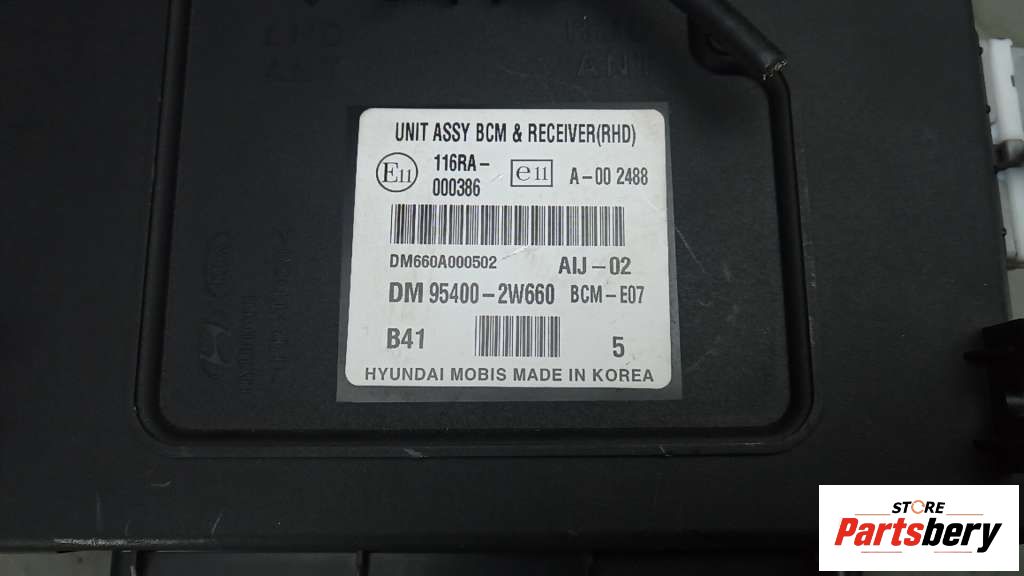 UNIT ASSY BCM & RECEIVER(RHD)
E11 116RA-
000386
e11 A-00 2488
DM660A000502 AIJ-02
DM 95400-2W660 BCM-E07
B41 5
HYUNDAI MOBIS MADE IN KOREA
STORE
Partsbery